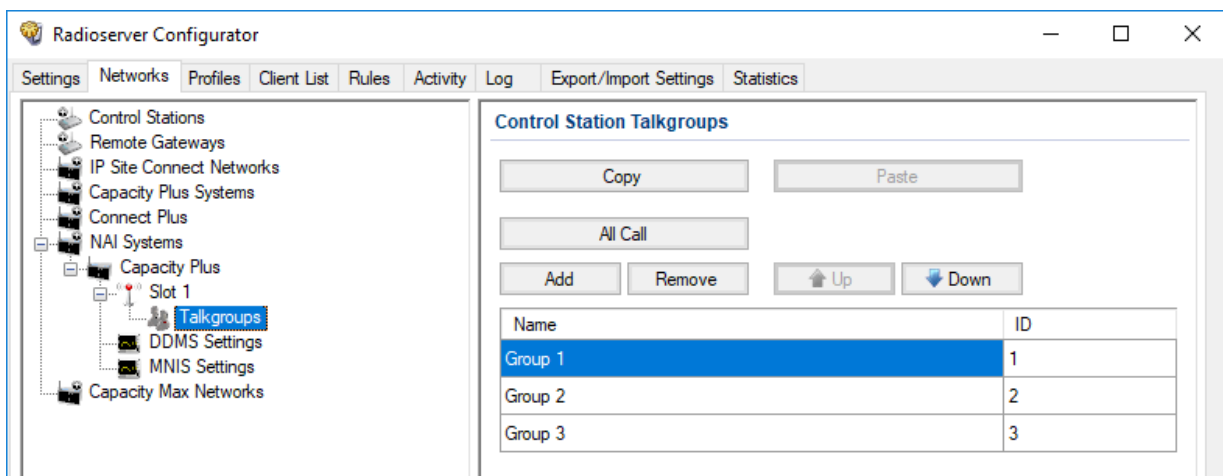 Radioserver Configurator
Settings Networks Profiles Client List Rules Activity Log Export/Import Settings Statistics
Control Stations
Remote Gateways
IP Site Connect Networks
Capacity Plus Systems
Connect Plus
NAI Systems
Capacity Plus
Slot 1
Talkgroups
DDMS Settings
MNIS Settings
Capacity Max Networks
Control Station Talkgroups
Copy Paste
All Call
Add Remove Up Down
Name ID
Group 1 1
Group 2 2
Group 3 3